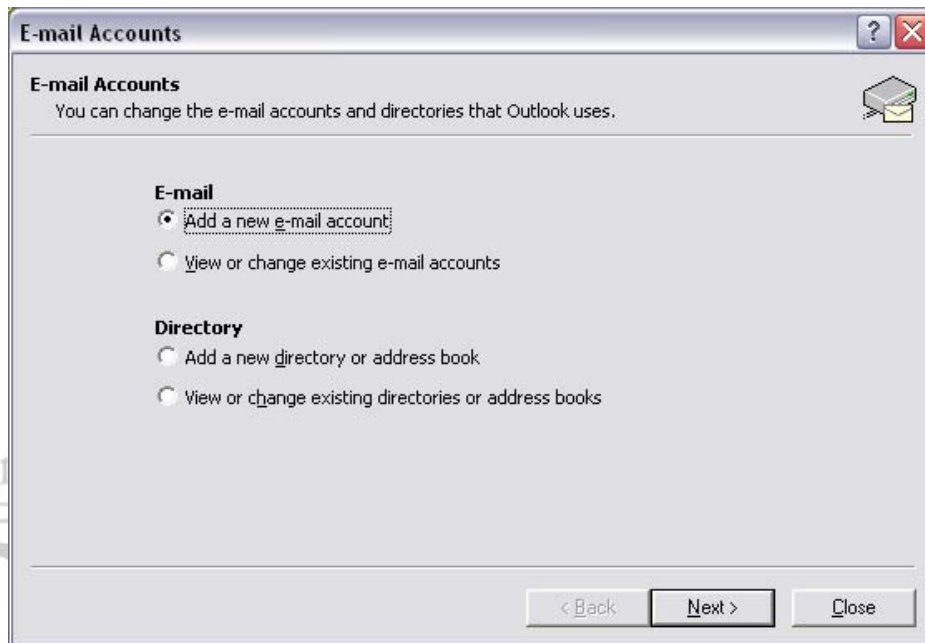 E-mail Accounts
E-mail Accounts
You can change the e-mail accounts and directories that Outlook uses.
E-mail
Add a new e-mail account
View or change existing e-mail accounts
Directory
Add a new directory or address book
View or change existing directories or address books
< Back Next > Close